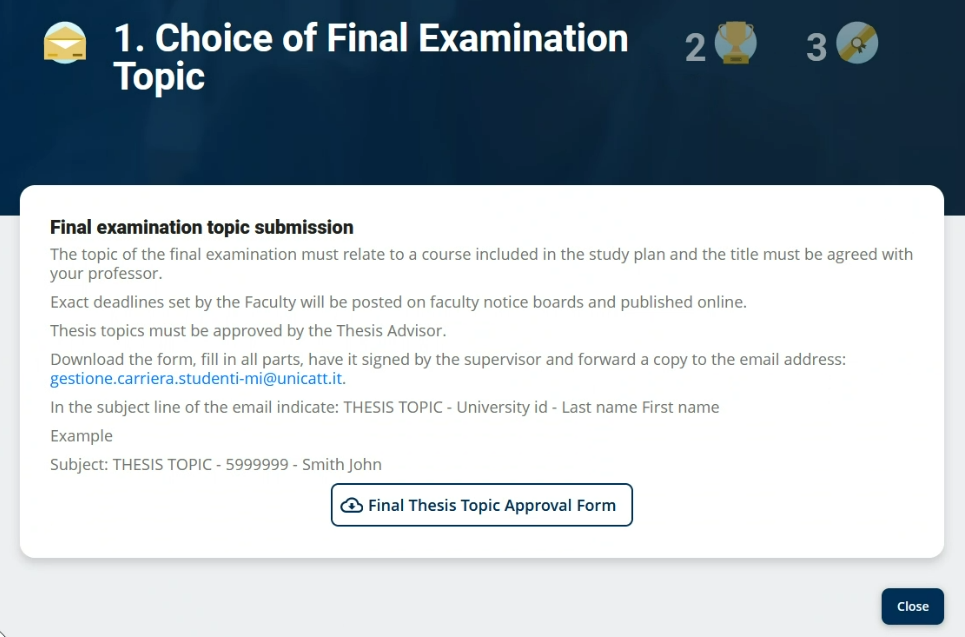 1. Choice of Final Examination
Topic
2
3
Final examination topic submission
The topic of the final examination must relate to a course included in the study plan and the title must be agreed with
your professor.
Exact deadlines set by the Faculty will be posted on faculty notice boards and published online.
Thesis topics must be approved by the Thesis Advisor.
Download the form, fill in all parts, have it signed by the supervisor and forward a copy to the email address:
gestione.carriera.studenti-mi@unicatt.it.
In the subject line of the email indicate: THESIS TOPIC - University id - Last name First name
Example
Subject: THESIS TOPIC - 5999999 - Smith John
Final Thesis Topic Approval Form
Close